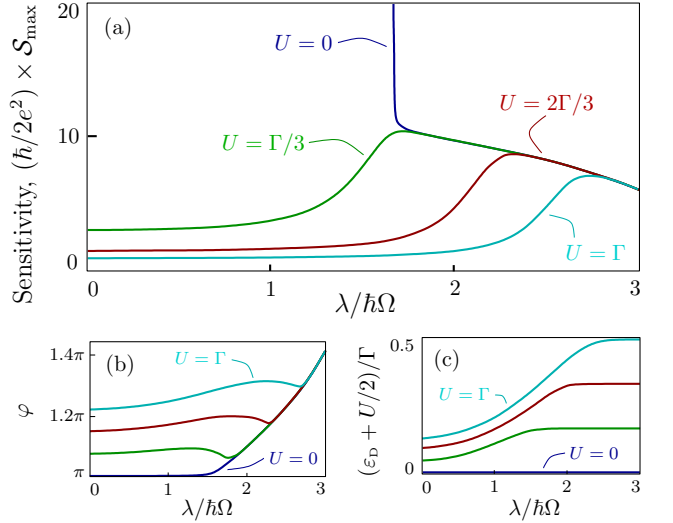 20
(a)
U = 0
U = 2Γ/3
10
U = Γ/3
U = Γ
0
0
1
2
3
Sensitivity, (ħ/2e²) × 𝒮max
λ/ħΩ
1.4π
(b)
U = Γ
1.2π
φ
U = 0
π
0
1
2
3
λ/ħΩ
0.5
(c)
(εD + U/2)/Γ
U = Γ
U = 0
0
0
1
2
3
λ/ħΩ